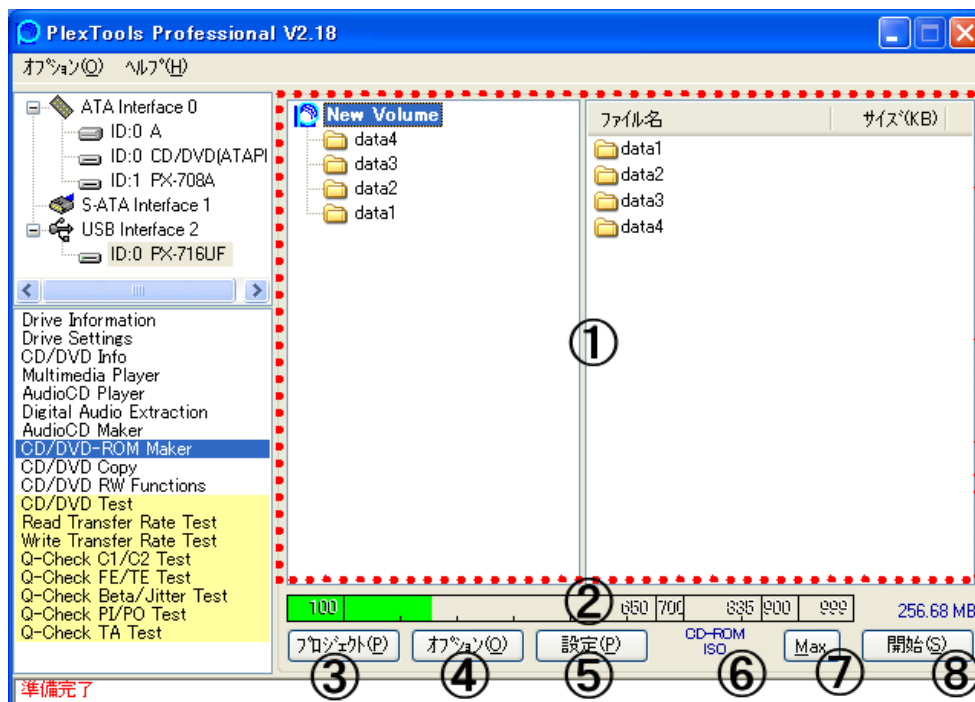 PlexTools Professional V2.18
オプション(O) ヘルプ(H)
ATA Interface 0
ID:0 A
ID:0 CD/DVD(ATAPI
ID:1 PX-708A
S-ATA Interface 1
USB Interface 2
ID:0 PX-716UF
Drive Information
Drive Settings
CD/DVD Info
Multimedia Player
AudioCD Player
Digital Audio Extraction
AudioCD Maker
CD/DVD-ROM Maker
CD/DVD Copy
CD/DVD RW Functions
CD/DVD Test
Read Transfer Rate Test
Write Transfer Rate Test
Q-Check C1/C2 Test
Q-Check FE/TE Test
Q-Check Beta/Jitter Test
Q-Check PI/PO Test
Q-Check TA Test
New Volume
data4
data3
data2
data1
ファイル名 サイズ(KB)
data1
data2
data3
data4
①
100 ② 650 700 835 900 999 256.68 MB
プロジェクト(P) オプション(O) 設定(P) CD-ROM ISO Max 開始(S)
③ ④ ⑤ ⑥ ⑦ ⑧
準備完了